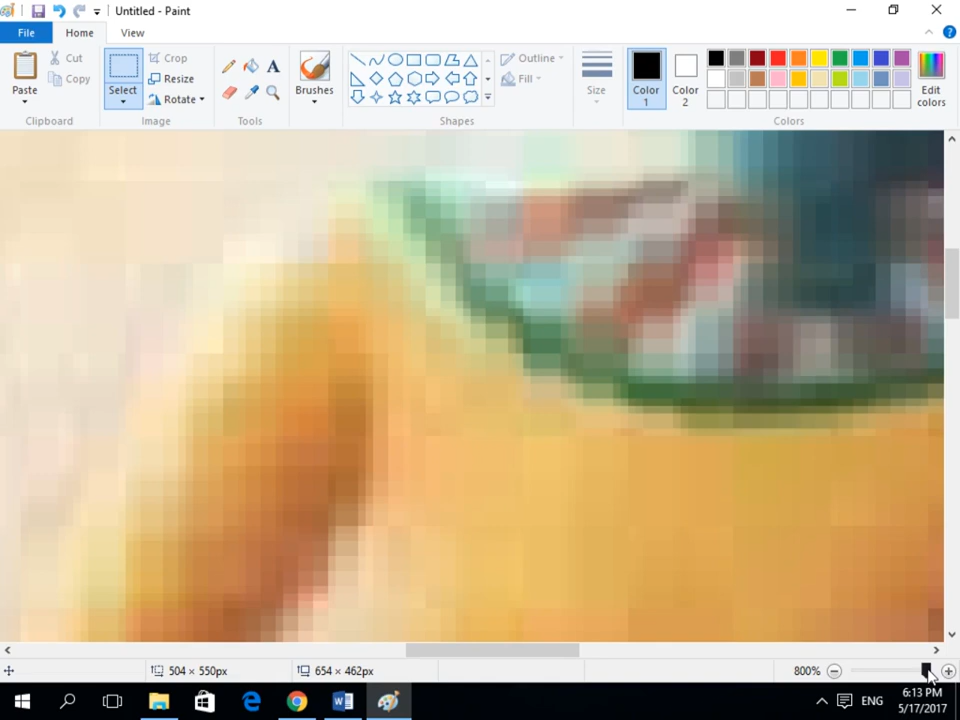 Untitled - Paint
File
Home
View
Paste
Cut
Copy
Clipboard
Select
Crop
Resize
Rotate
Image
A
Tools
Brushes
Outline
Fill
Shapes
Size
Color 1
Color 2
Edit colors
Colors
504 × 550px
654 × 462px
800%
ENG
6:13 PM
5/17/2017